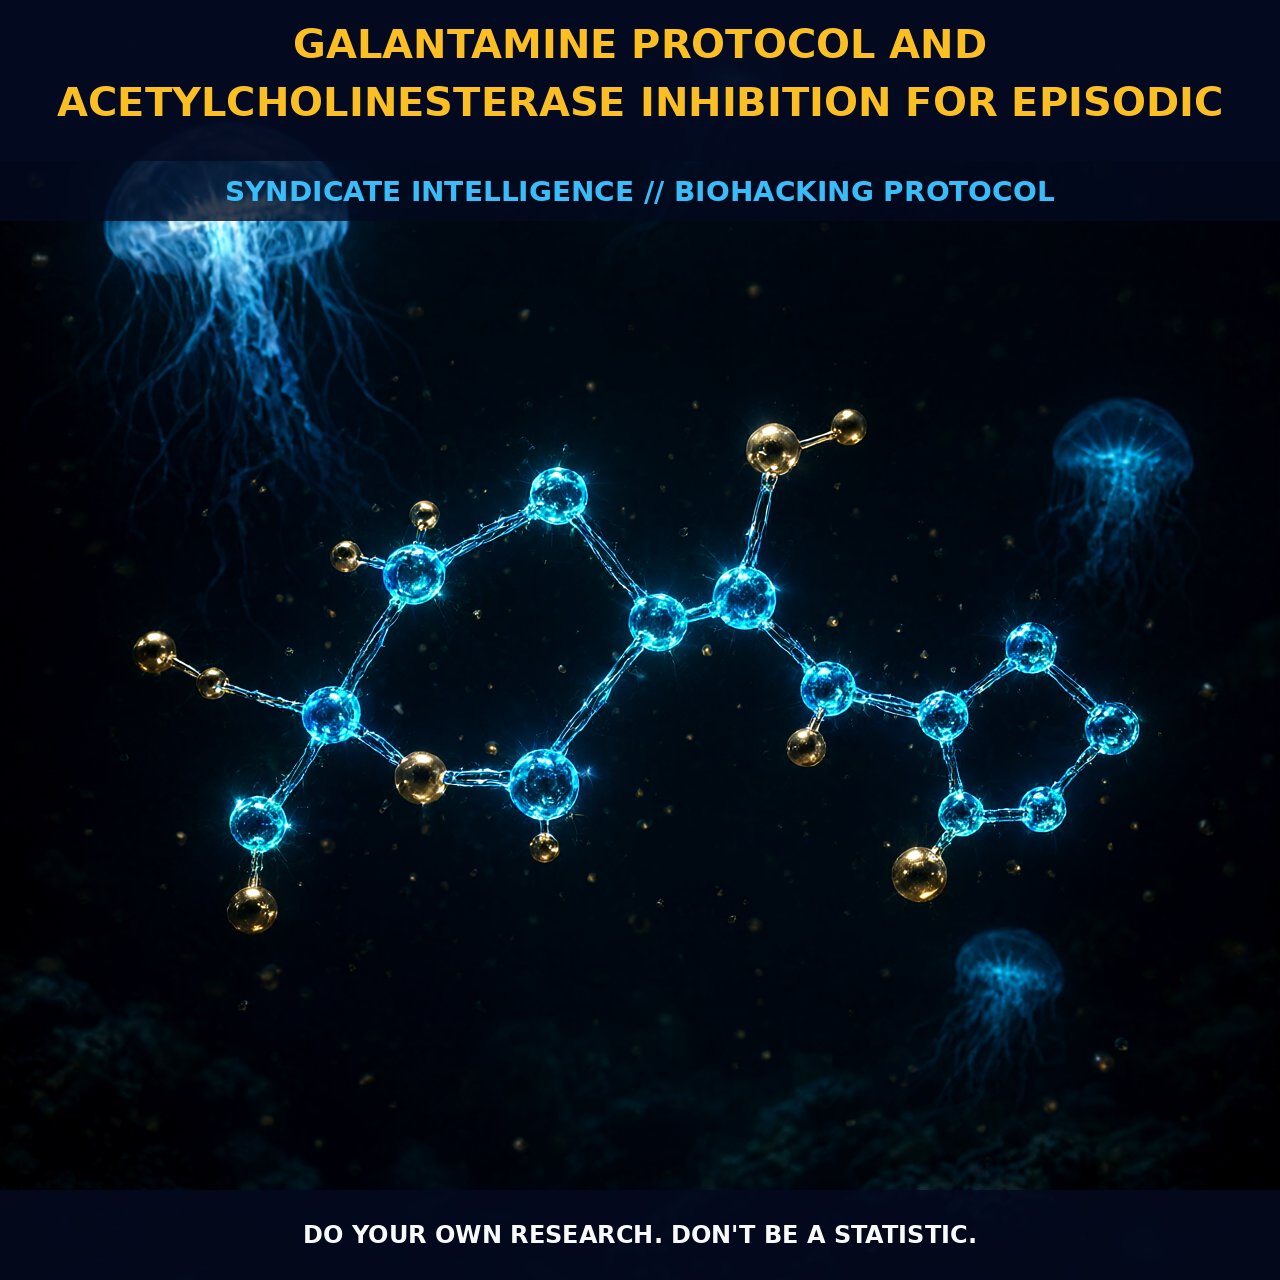 GALANTAMINE PROTOCOL AND
ACETYLCHOLINESTERASE INHIBITION FOR EPISODIC
SYNDICATE INTELLIGENCE // BIOHACKING PROTOCOL
DO YOUR OWN RESEARCH. DON'T BE A STATISTIC.